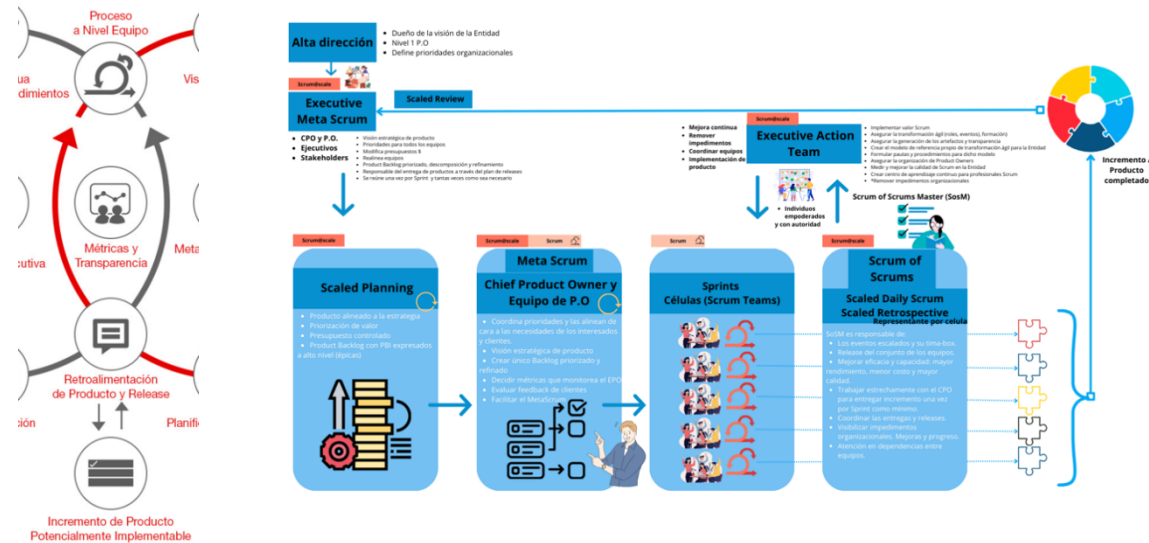 Proceso
a Nivel Equipo
ua
dimientos
Vis
Métricas y
Transparencia
cutiva
Meta
Retroalimentación
de Producto y Release
ción
Planifi
Incremento de Producto
Potencialmente Implementable
Alta dirección
• Dueño de la visión de la Entidad
• Nivel 1 P.O
• Define prioridades organizacionales
Scrum@scale
Executive
Meta Scrum
Scaled Review
• CPO y P.O.
• Ejecutivos
• Stakeholders
• Visión estratégica de producto
• Prioridades para todos los equipos
• Modifica presupuestos $
• Realinea equipos
• Product Backlog priorizado, descomposición y refinamiento
• Responsable del entrega de productos a través del plan de releases
• Se reúne una vez por Sprint y tantas veces como sea necesario
• Mejora continua
• Remover
impedimentos
• Coordinar equipos
• Implementación de
producto
Scrum@scale
Executive Action
Team
• Implementar valor Scrum
• Asegurar la transformación ágil (roles, eventos), formación)
• Asegurar la generación de los artefactos y transparencia
• Crear el modelo de referencia propio de transformación ágil para la Entidad
• Formular pautas y procedimientos para dicho modelo
• Asegurar la organización de Product Owners
• Medir y mejorar la calidad de Scrum en la Entidad
• Crear centro de aprendizaje continuo para profesionales Scrum
• *Remover impedimentos organizacionales
Incremento
Producto
completado
• Individuos
empoderados
y con autoridad
Scrum of Scrums Master (SosM)
Scrum@scale
Scaled Planning
• Producto alineado a la estrategia
• Priorización de valor
• Presupuesto controlado
• Product Backlog con PBI expresados
a alto nivel (épicas)
Scrum@scale
Scrum
Meta Scrum
Chief Product Owner y
Equipo de P.O
• Coordina prioridades y las alinean de
cara a las necesidades de los interesados
y clientes.
• Visión estratégica de producto
• Crear único Backlog priorizado y
refinado
• Decidir métricas que monitorea el EPO
• Evaluar feedback de clientes
• Facilitar el MetaScrum
Scrum
Sprints
Células (Scrum Teams)
Scrum@scale
Scrum of
Scrums
Scaled Daily Scrum
Scaled Retrospective
Representante por celula
SoSM es responsable de:
• Los eventos escalados y su tima-box.
• Release del conjunto de los equipos.
• Mejorar eficacia y capacidad: mayor
rendimiento, menor costo y mayor
calidad.
• Trabajar estrechamente con el CPO
para entregar incremento una vez
por Sprint como mínimo.
• Coordinar las entregas y releases.
• Visibilizar impedimentos
organizacionales. Mejoras y progreso.
• Atención en dependencias entre
equipos.